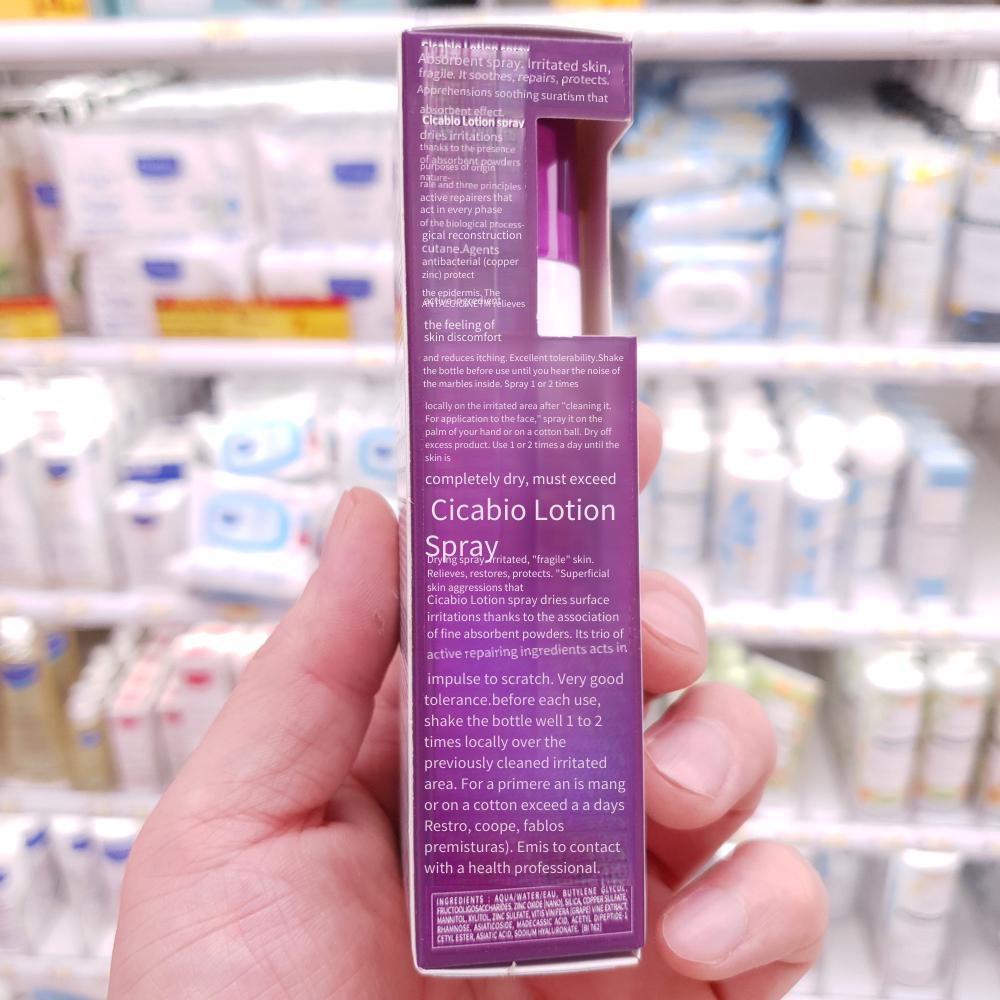 Cicabio Lotion spray
Absorbent spray. Irritated skin,
fragile. It soothes, repairs, protects.
Apprehensions soothing suratism that
absorbent effect.
Cicabio Lotion spray
dries irritations
thanks to the presence
of absorbent powders
purposes of origin
nature-
rale and three principles
active repairers that
act in every phase
of the biological process-
gical reconstruction
cutane.Agents
antibacterial (copper
zinc) protect
the epidermis. The
active ingredient
ANTALGICINE™ relieves
the feeling of
skin discomfort
and reduces itching. Excellent tolerability.Shake
the bottle before use until you hear the noise of
the marbles inside. Spray 1 or 2 times
locally on the irritated area after "cleaning it.
For application to the face," spray it on the
palm of your hand or on a cotton ball. Dry off
excess product. Use 1 or 2 times a day until the
skin is
completely dry, must exceed
Cicabio Lotion
Spray
Drying spray. Irritated, "fragile" skin.
Relieves, restores, protects. "Superficial
skin aggressions that
Cicabio Lotion spray dries surface
irritations thanks to the association
of fine absorbent powders. Its trio of
active repairing ingredients acts in
impulse to scratch. Very good
tolerance.before each use,
shake the bottle well 1 to 2
times locally over the
previously cleaned irritated
area. For a primere an is mang
or on a cotton exceed a a days
Restro, coope, fablos
premisturas). Emis to contact
with a health professional.
INGREDIENTS : AQUA/WATER/EAU, BUTYLENE GLYCOL,
FRUCTOOLIGOSACCHARIDES, ZINC OXIDE [NANO], SILICA, COPPER SULFATE,
MANNITOL, XYLITOL, ZINC SULFATE, VITIS VINIFERA (GRAPE) VINE EXTRACT,
RHAMNOSE, ASIATICOSIDE, MADECASSIC ACID, ACETYL DIPEPTIDE-1
CETYL ESTER, ASIATIC ACID, SODIUM HYALURONATE. [BI 762]